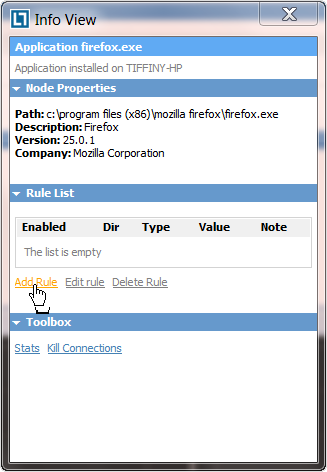 Info View
Application firefox.exe
Application installed on TIFFINY-HP
Node Properties
Path: c:\program files (x86)\mozilla firefox\firefox.exe
Description: Firefox
Version: 25.0.1
Company: Mozilla Corporation
Rule List
Enabled Dir Type Value Note
The list is empty
Add Rule Edit rule Delete Rule
Toolbox
Stats Kill Connections